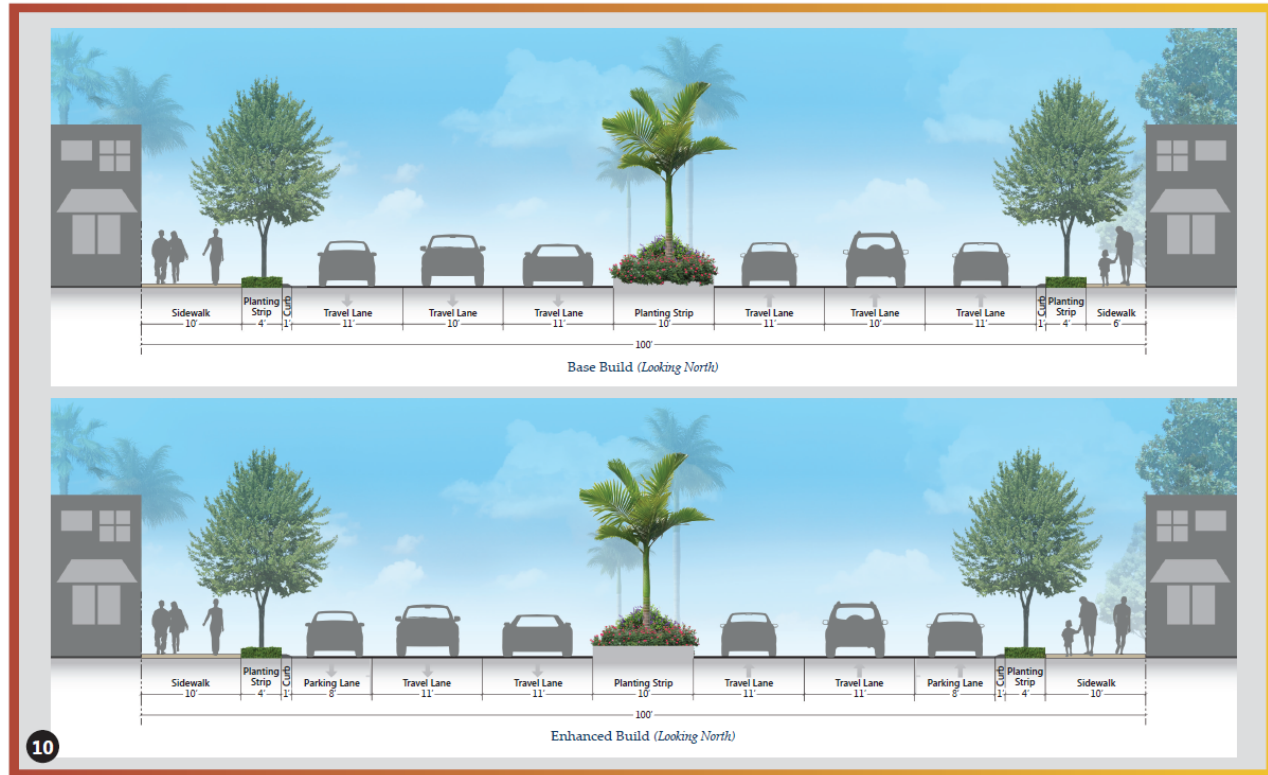 Sidewalk
10'
Planting
Strip
4'
Curb
1'
Travel Lane
11'
Travel Lane
10'
Travel Lane
11'
Planting Strip
10'
Travel Lane
11'
Travel Lane
10'
Travel Lane
11'
Curb
1'
Planting
Strip
4'
Sidewalk
6'
100'
Base Build (Looking North)
Sidewalk
10'
Planting
Strip
4'
Curb
1'
Parking Lane
8'
Travel Lane
11'
Travel Lane
11'
Planting Strip
10'
Travel Lane
11'
Travel Lane
11'
Parking Lane
8'
Curb
1'
Planting
Strip
4'
Sidewalk
10'
100'
Enhanced Build (Looking North)
10